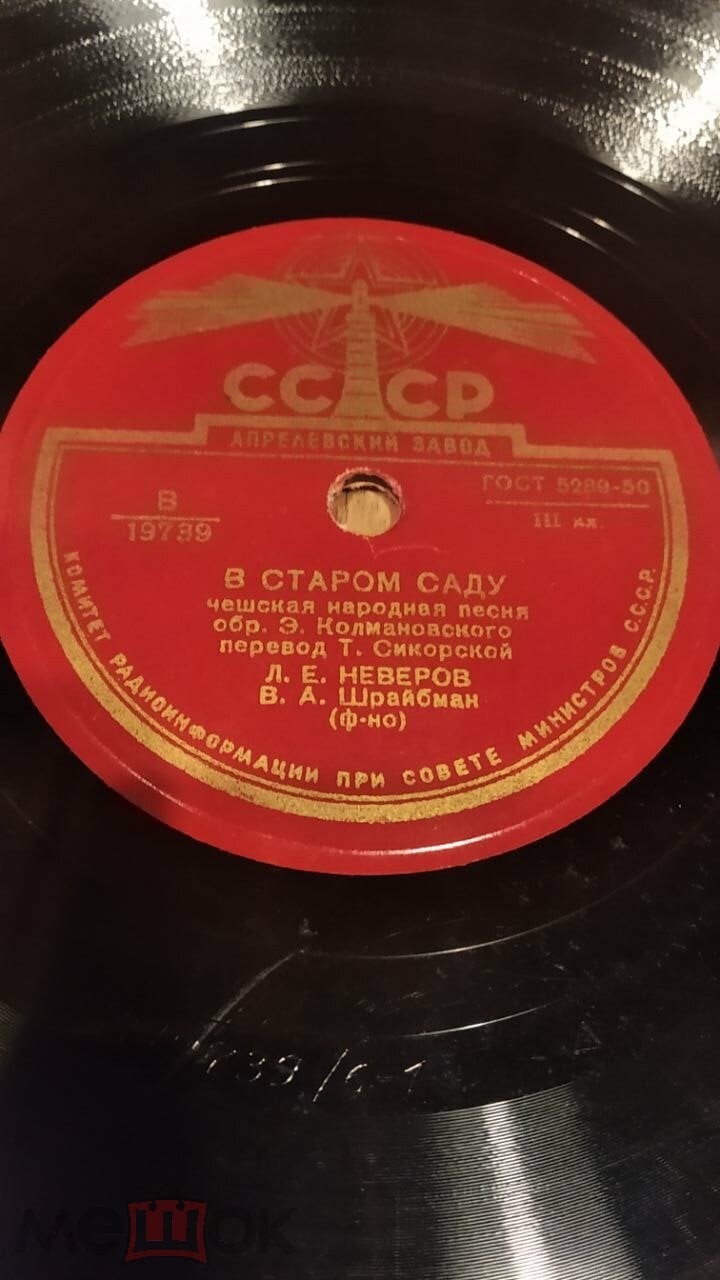 СССР
АПРЕЛЕВСКИЙ ЗАВОД
ГОСТ 5289-50
III кл.
В
19739
В СТАРОМ САДУ
чешская народная песня
обр. Э. Колмановского
перевод Т. Сикорской
Л. Е. НЕВЕРОВ
В. А. Шрайбман
(ф-но)
КОМИТЕТ РАДИОИНФОРМАЦИИ ПРИ СОВЕТЕ МИНИСТРОВ С.С.С.Р.
мешок